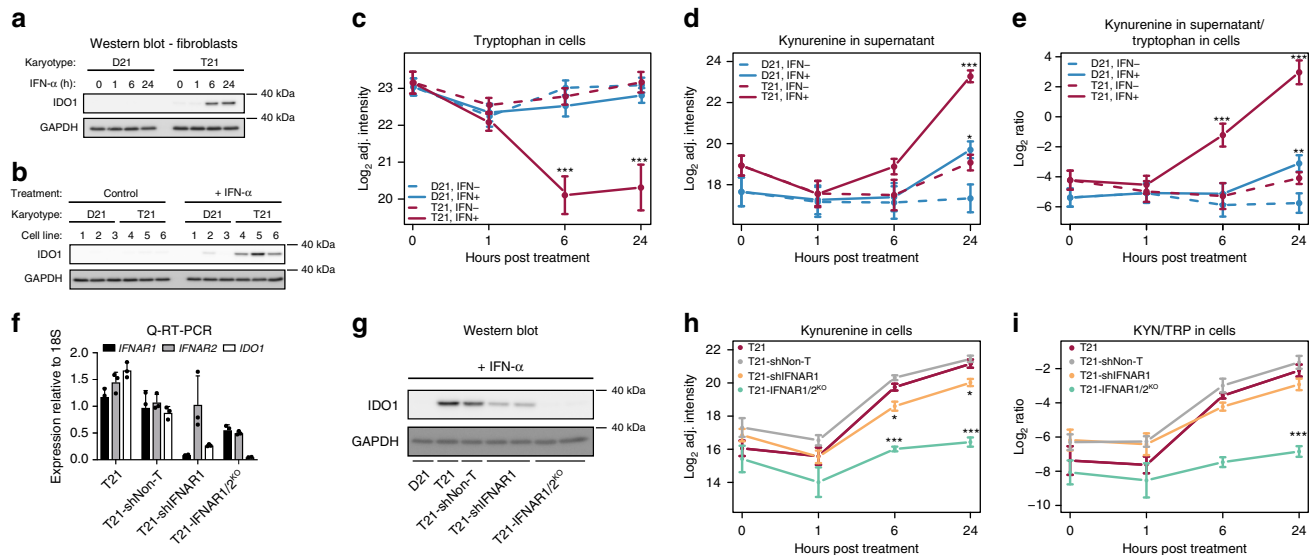 a
Western blot - fibroblasts
Karyotype: D21 T21
IFN-α (h): 0 1 6 24 0 1 6 24
IDO1
40 kDa
GAPDH
40 kDa
b
Treatment: Control + IFN-α
Karyotype: D21 T21 D21 T21
Cell line: 1 2 3 4 5 6 1 2 3 4 5 6
IDO1
40 kDa
GAPDH
40 kDa
c
Tryptophan in cells
Log2 adj. intensity
23
22
21
20
D21, IFN−
D21, IFN+
T21, IFN−
T21, IFN+
***
***
0 1 6 24
Hours post treatment
d
Kynurenine in supernatant
Log2 adj. intensity
24
22
20
18
D21, IFN−
D21, IFN+
T21, IFN−
T21, IFN+
***
*
0 1 6 24
Hours post treatment
e
Kynurenine in supernatant/
tryptophan in cells
Log2 ratio
4
2
0
−2
−4
−6
D21, IFN−
D21, IFN+
T21, IFN−
T21, IFN+
***
***
**
0 1 6 24
Hours post treatment
f
Q-RT-PCR
IFNAR1 IFNAR2 IDO1
Expression relative to 18S
2.0
1.5
1.0
0.5
0
T21
T21-shNon-T
T21-shIFNAR1
T21-IFNAR1/2KO
g
Western blot
+ IFN-α
IDO1
40 kDa
GAPDH
40 kDa
D21
T21
T21-shNon-T
T21-shIFNAR1
T21-IFNAR1/2KO
h
Kynurenine in cells
Log2 adj. intensity
22
20
18
16
14
T21
T21-shNon-T
T21-shIFNAR1
T21-IFNAR1/2KO
*
*
***
***
0 1 6 24
Hours post treatment
i
KYN/TRP in cells
Log2 ratio
−2
−4
−6
−8
−10
T21
T21-shNon-T
T21-shIFNAR1
T21-IFNAR1/2KO
***
0 1 6 24
Hours post treatment